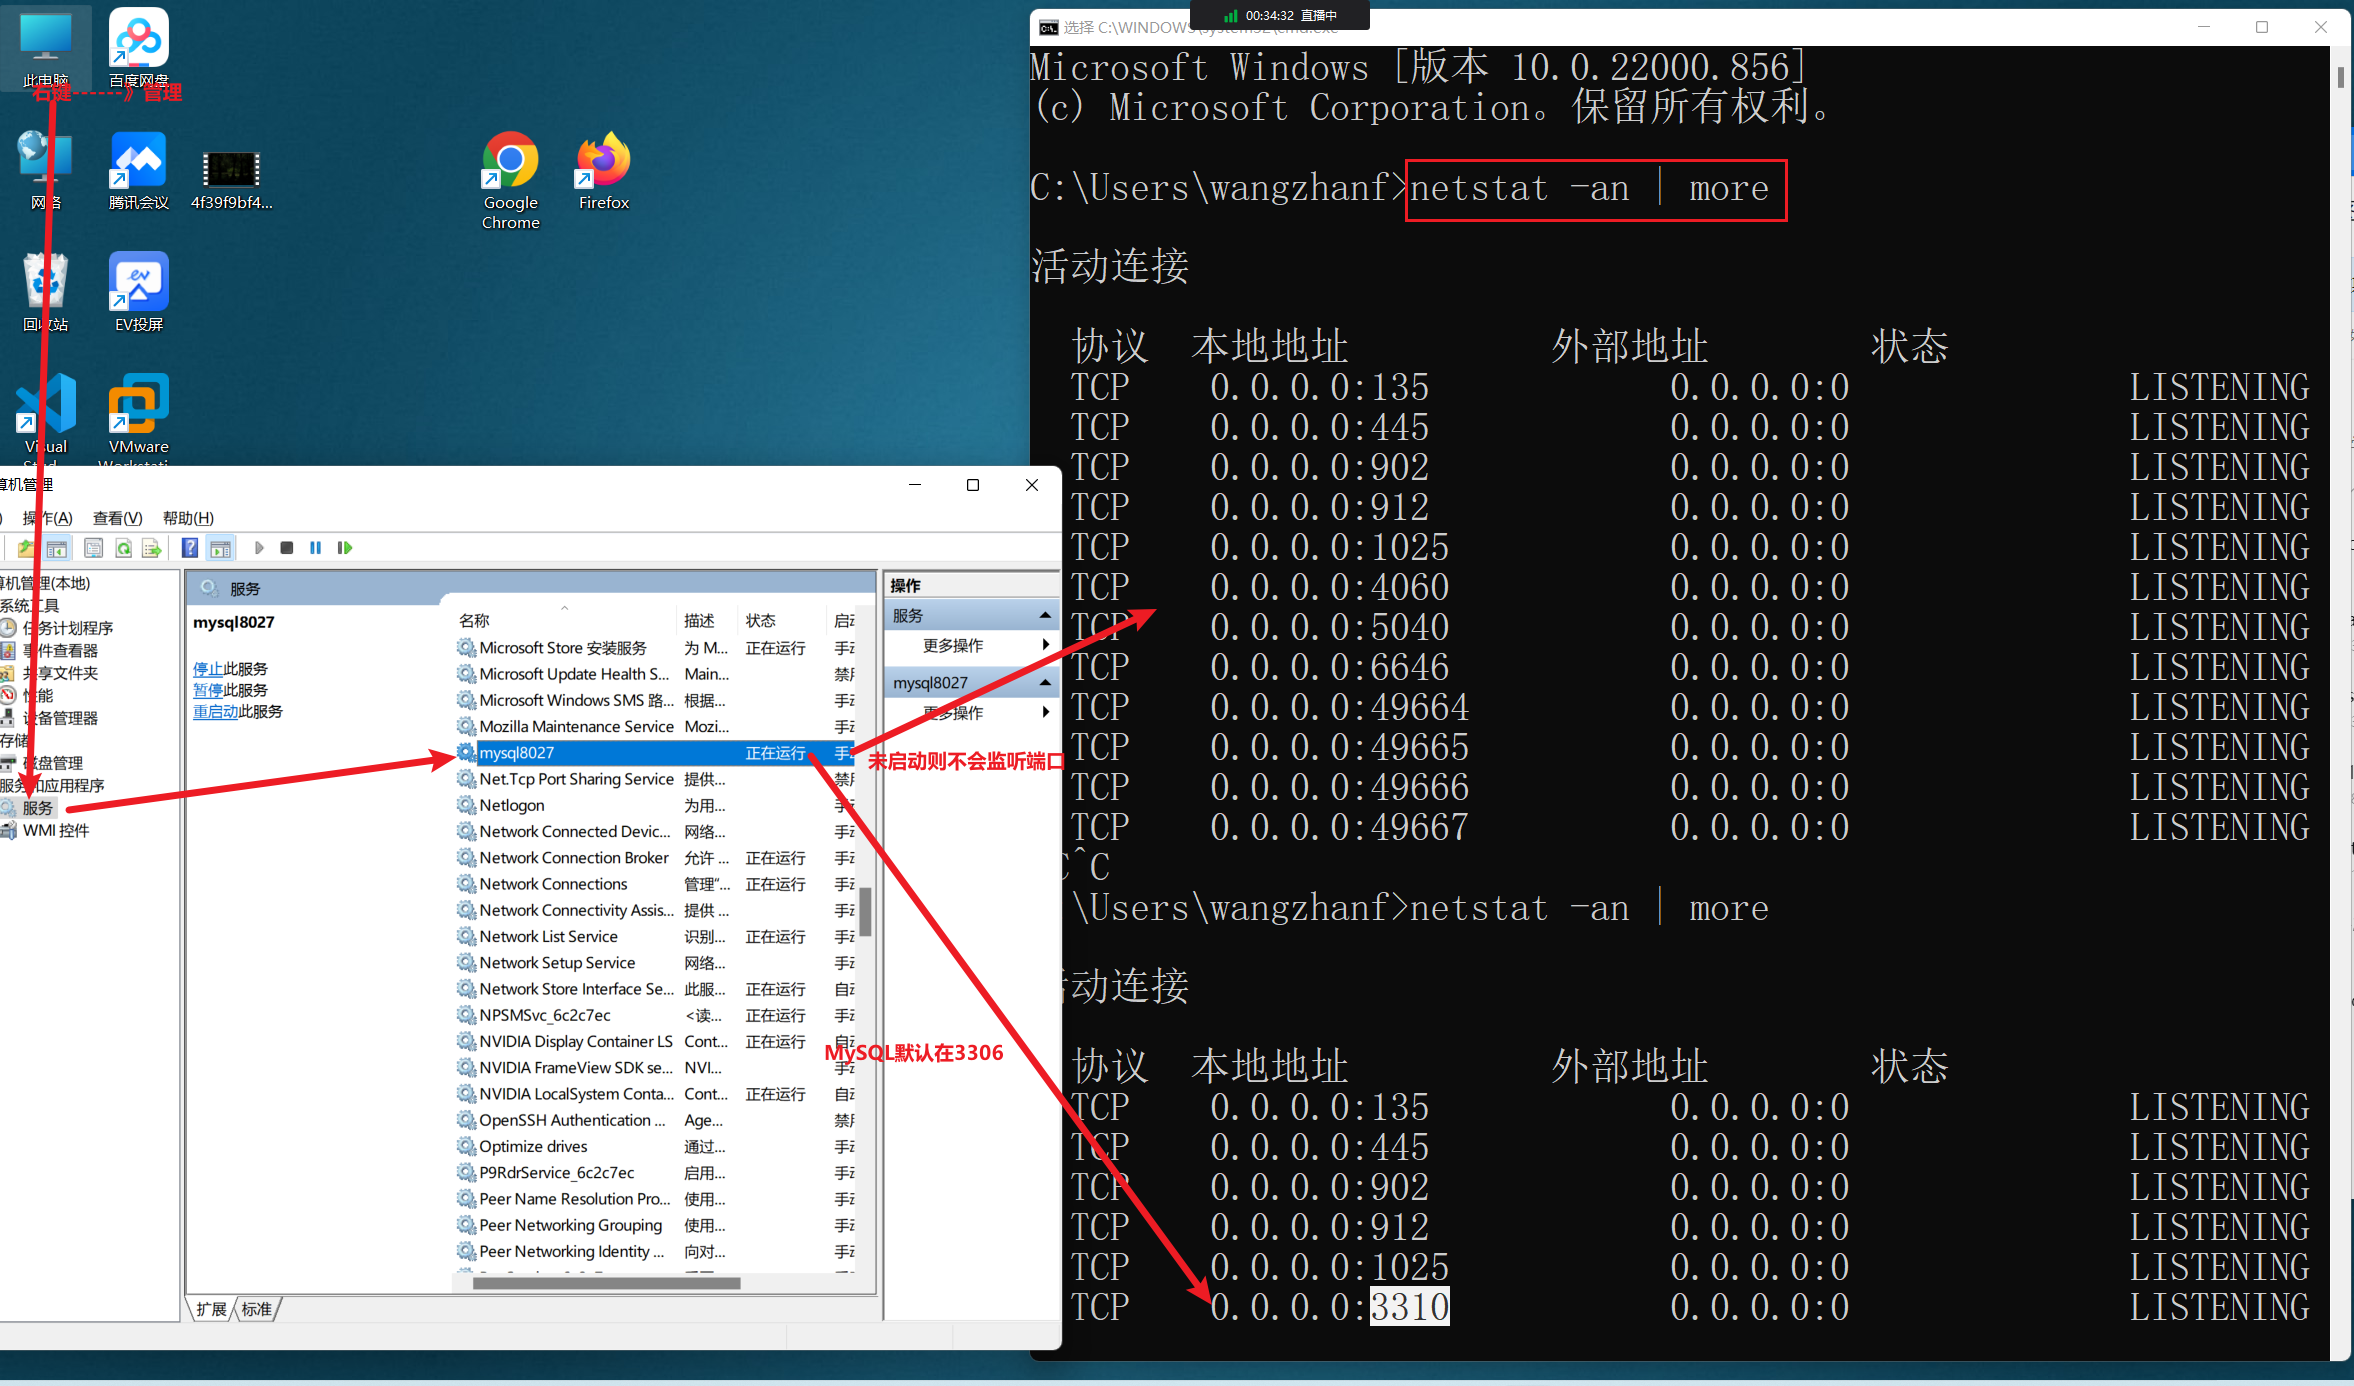 此电脑
百度网盘
右键------》管理
网络
腾讯会议
4f39f9bf4...
Google
Chrome
Firefox
回收站
EV投屏
Visual
VMware
00:34:32 直播中
选择 C:\WINDOWS\system32\cmd.exe
Microsoft Windows [版本 10.0.22000.856]
(c) Microsoft Corporation。保留所有权利。
C:\Users\wangzhanf>netstat -an | more
活动连接
协议 本地地址 外部地址 状态
TCP 0.0.0.0:135 0.0.0.0:0 LISTENING
TCP 0.0.0.0:445 0.0.0.0:0 LISTENING
TCP 0.0.0.0:902 0.0.0.0:0 LISTENING
TCP 0.0.0.0:912 0.0.0.0:0 LISTENING
TCP 0.0.0.0:1025 0.0.0.0:0 LISTENING
TCP 0.0.0.0:4060 0.0.0.0:0 LISTENING
TCP 0.0.0.0:5040 0.0.0.0:0 LISTENING
TCP 0.0.0.0:6646 0.0.0.0:0 LISTENING
TCP 0.0.0.0:49664 0.0.0.0:0 LISTENING
TCP 0.0.0.0:49665 0.0.0.0:0 LISTENING
TCP 0.0.0.0:49666 0.0.0.0:0 LISTENING
TCP 0.0.0.0:49667 0.0.0.0:0 LISTENING
^C
\Users\wangzhanf>netstat -an | more
动连接
协议 本地地址 外部地址 状态
TCP 0.0.0.0:135 0.0.0.0:0 LISTENING
TCP 0.0.0.0:445 0.0.0.0:0 LISTENING
TCP 0.0.0.0:902 0.0.0.0:0 LISTENING
TCP 0.0.0.0:912 0.0.0.0:0 LISTENING
TCP 0.0.0.0:1025 0.0.0.0:0 LISTENING
TCP 0.0.0.0:3310 0.0.0.0:0 LISTENING
算机管理
操作(A) 查看(V) 帮助(H)
算机管理(本地)
系统工具
任务计划程序
事件查看器
共享文件夹
性能
设备管理器
存储
磁盘管理
服务和应用程序
服务
WMI 控件
服务
mysql8027
停止此服务
暂停此服务
重启动此服务
名称 描述 状态 启动
Microsoft Store 安装服务 为 M... 正在运行 手动
Microsoft Update Health S... Main... 禁用
Microsoft Windows SMS 路... 根据... 手动
Mozilla Maintenance Service Mozi... 手动
mysql8027 正在运行 手动
Net.Tcp Port Sharing Service 提供... 禁用
Netlogon 为用... 手动
Network Connected Devic... 网络... 手动
Network Connection Broker 允许 ... 正在运行 手动
Network Connections 管理“... 正在运行 手动
Network Connectivity Assis... 提供 ... 手动
Network List Service 识别... 正在运行 手动
Network Setup Service 网络... 手动
Network Store Interface Se... 此服... 正在运行 自动
NPSMSvc_6c2c7ec <读... 正在运行 手动
NVIDIA Display Container LS Cont... 正在运行 自动
NVIDIA FrameView SDK se... NVI... 手动
NVIDIA LocalSystem Conta... Cont... 正在运行 自动
OpenSSH Authentication ... Age... 禁用
Optimize drives 通过... 手动
P9RdrService_6c2c7ec 启用... 手动
Peer Name Resolution Pro... 使用... 手动
Peer Networking Grouping 使用... 手动
Peer Networking Identity ... 向对... 手动
扩展 标准
操作
服务
更多操作
mysql8027
更多操作
未启动则不会监听端口
MySQL默认在3306